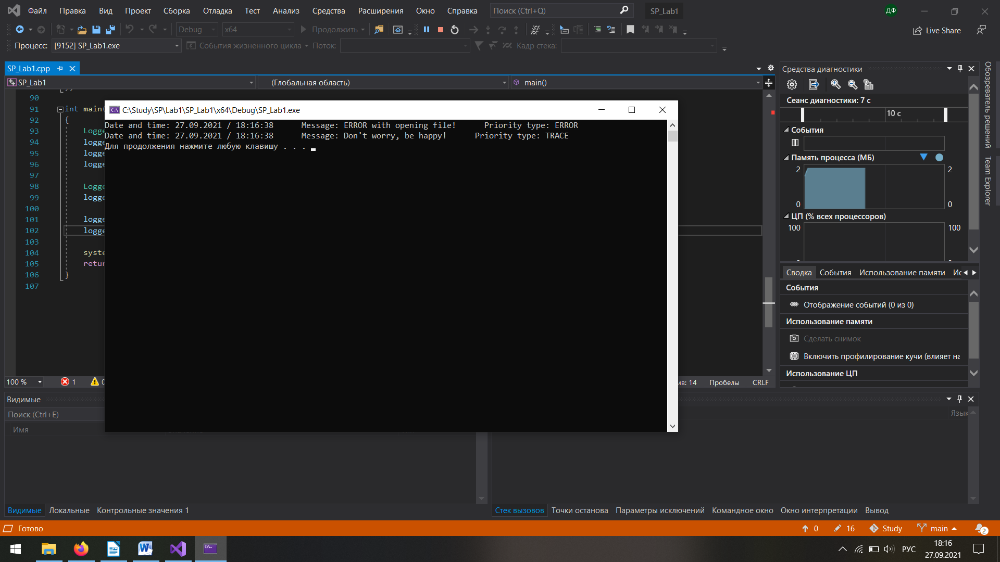 Файл Правка Вид Проект Сборка Отладка Тест Анализ Средства Расширения Окно Справка Поиск (Ctrl+Q) SP_Lab1 ДФ
Debug x64 Продолжить Live Share
Процесс: [9152] SP_Lab1.exe События жизненного цикла Поток: Кадр стека:
SP_Lab1.cpp
SP_Lab1 (Глобальная область) main()
90
91 int main(
92 {
93 Logge
94 logge
95 logge
96 logge
97
98 Logge
99 logge
100
101 logge
102 logge
103
104 syste
105 retur
106 }
107
C:\Study\SP\Lab1\SP_Lab1\x64\Debug\SP_Lab1.exe
Date and time: 27.09.2021 / 18:16:38 Message: ERROR with opening file! Priority type: ERROR
Date and time: 27.09.2021 / 18:16:38 Message: Don't worry, be happy! Priority type: TRACE
Для продолжения нажмите любую клавишу . . .
100 % 1 0 мв: 14 Пробелы CRLF
Средства диагностики
Сеанс диагностики: 7 с
10 с
События
Память процесса (МБ)
2 2
0 0
ЦП (% всех процессоров)
100 100
Сводка События Использование памяти Ис
События
Отображение событий (0 из 0)
Использование памяти
Сделать снимок
Включить профилирование кучи (влияет на
Использование ЦП
Обозреватель решений
Team Explorer
Видимые
Поиск (Ctrl+E)
Имя
Язык
Видимые Локальные Контрольные значения 1
Стек вызовов Точки останова Параметры исключений Командное окно Окно интерпретации Вывод
Готово 0 16 Study main 2
РУС 18:16
27.09.2021